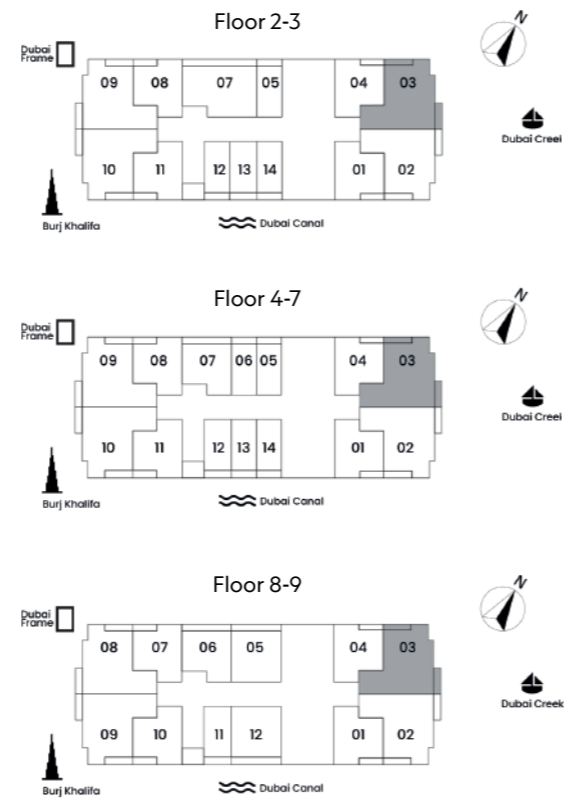 Floor 2-3
N
Dubai
Frame
09 08 07 05 04 03
Dubai Creek
10 11 12 13 14 01 02
Burj Khalifa
Dubai Canal
Floor 4-7
N
Dubai
Frame
09 08 07 06 05 04 03
Dubai Creek
10 11 12 13 14 01 02
Burj Khalifa
Dubai Canal
Floor 8-9
N
Dubai
Frame
08 07 06 05 04 03
Dubai Creek
09 10 11 12 01 02
Burj Khalifa
Dubai Canal